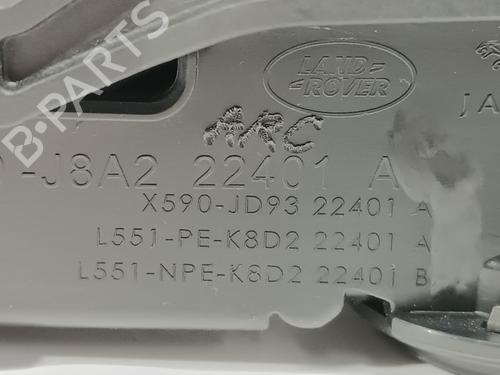 LAND-
-ROVER
JA
ARC
-J8A2 22401 A
X590-JD93 22401 A
L551-PE-K8D2 22401 A
L551-NPE-K8D2 22401 B
B-PARTS